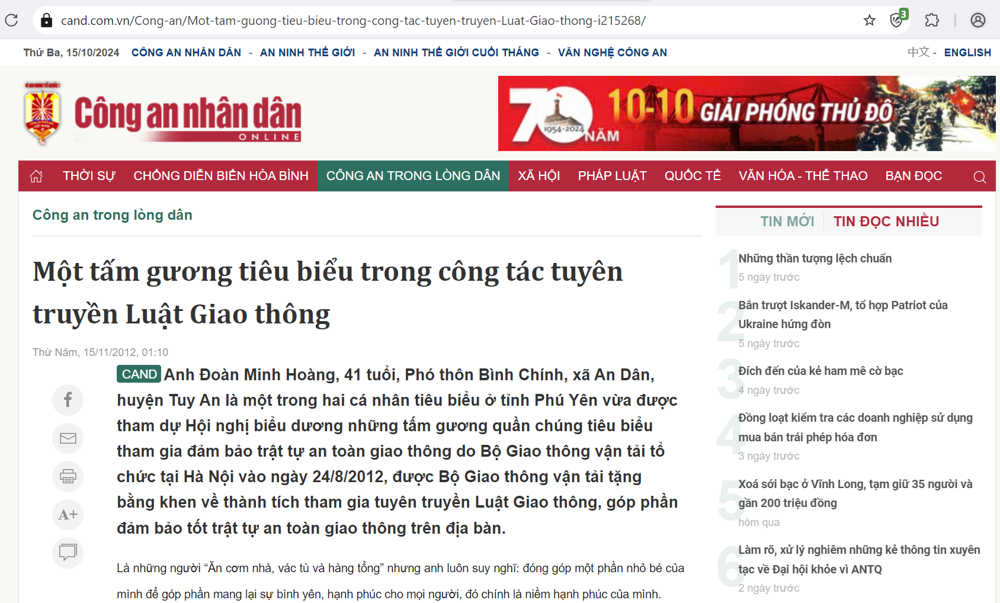 cand.com.vn/Cong-an/Mot-tam-guong-tieu-bieu-trong-cong-tac-tuyen-truyen-Luat-Giao-thong-i215268/
3
Thứ Ba, 15/10/2024 CÔNG AN NHÂN DÂN - AN NINH THẾ GIỚI - AN NINH THẾ GIỚI CUỐI THÁNG - VĂN NGHỆ CÔNG AN
中文 - ENGLISH
VÌ AN NINH TỔ QUỐC !
VIỆT NAM
Công an nhân dân
ONLINE
70 NĂM
1954-2024
10-10 GIẢI PHÓNG THỦ ĐÔ
THỜI SỰ CHỐNG DIỄN BIẾN HÒA BÌNH CÔNG AN TRONG LÒNG DÂN XÃ HỘI PHÁP LUẬT QUỐC TẾ VĂN HÓA - THỂ THAO BẠN ĐỌC
Công an trong lòng dân
Một tấm gương tiêu biểu trong công tác tuyên
truyền Luật Giao thông
Thứ Năm, 15/11/2012, 01:10
CAND Anh Đoàn Minh Hoàng, 41 tuổi, Phó thôn Bình Chính, xã An Dân,
huyện Tuy An là một trong hai cá nhân tiêu biểu ở tỉnh Phú Yên vừa được
tham dự Hội nghị biểu dương những tấm gương quần chúng tiêu biểu
tham gia đảm bảo trật tự an toàn giao thông do Bộ Giao thông vận tải tổ
chức tại Hà Nội vào ngày 24/8/2012, được Bộ Giao thông vận tải tặng
bằng khen về thành tích tham gia tuyên truyền Luật Giao thông, góp phần
đảm bảo tốt trật tự an toàn giao thông trên địa bàn.
A+
Là những người “Ăn cơm nhà, vác tù và hàng tổng” nhưng anh luôn suy nghĩ: đóng góp một phần nhỏ bé của
mình để góp phần mang lại sự bình yên, hạnh phúc cho mọi người, đó chính là niềm hạnh phúc của mình.
TIN MỚI TIN ĐỌC NHIỀU
1
Những thần tượng lệch chuẩn
5 ngày trước
2
Bắn trượt Iskander-M, tổ hợp Patriot của
Ukraine hứng đòn
5 ngày trước
3
Đích đến của kẻ ham mê cờ bạc
4 ngày trước
4
Đồng loạt kiểm tra các doanh nghiệp sử dụng
mua bán trái phép hóa đơn
3 ngày trước
5
Xoá sới bạc ở Vĩnh Long, tạm giữ 35 người và
gần 200 triệu đồng
hôm qua
6
Làm rõ, xử lý nghiêm những kẻ thông tin xuyên
tạc về Đại hội khỏe vì ANTQ
2 ngày trước